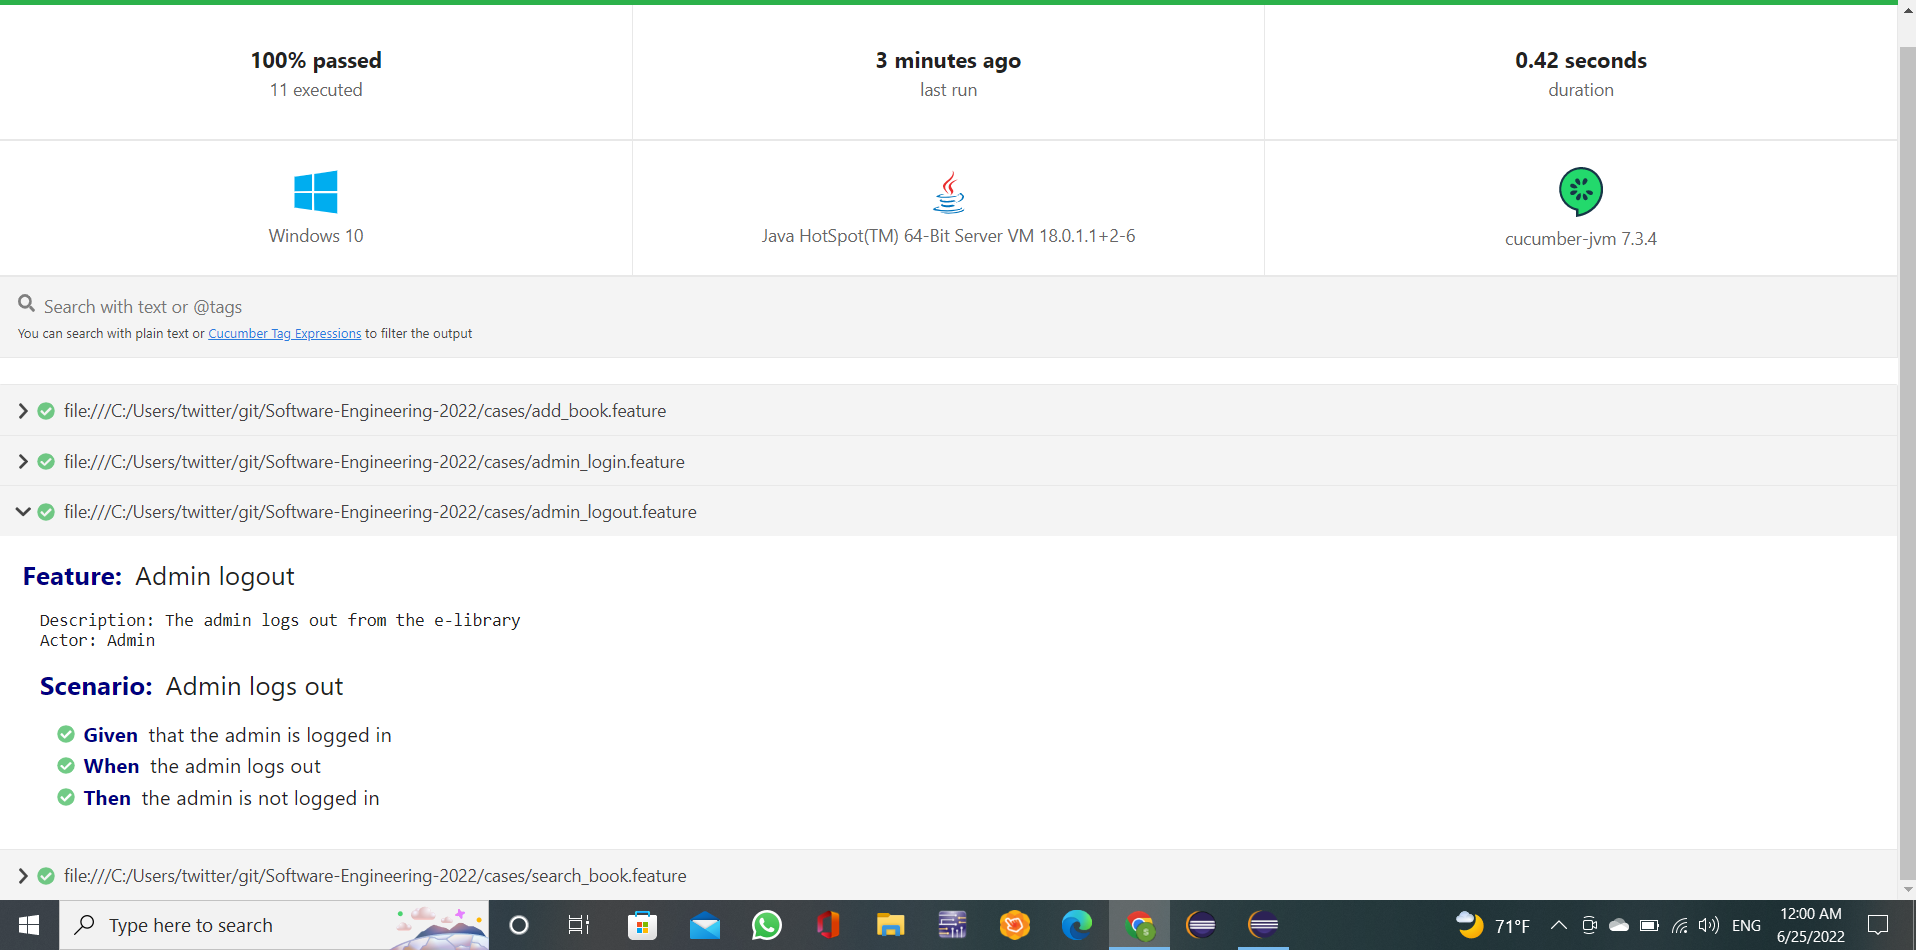 100% passed
11 executed
3 minutes ago
last run
0.42 seconds
duration
Windows 10
Java HotSpot(TM) 64-Bit Server VM 18.0.1.1+2-6
cucumber-jvm 7.3.4
Search with text or @tags
You can search with plain text or Cucumber Tag Expressions to filter the output
file:///C:/Users/twitter/git/Software-Engineering-2022/cases/add_book.feature
file:///C:/Users/twitter/git/Software-Engineering-2022/cases/admin_login.feature
file:///C:/Users/twitter/git/Software-Engineering-2022/cases/admin_logout.feature
Feature: Admin logout
Description: The admin logs out from the e-library
Actor: Admin
Scenario: Admin logs out
Given that the admin is logged in
When the admin logs out
Then the admin is not logged in
file:///C:/Users/twitter/git/Software-Engineering-2022/cases/search_book.feature
Type here to search
71°F
ENG
12:00 AM
6/25/2022